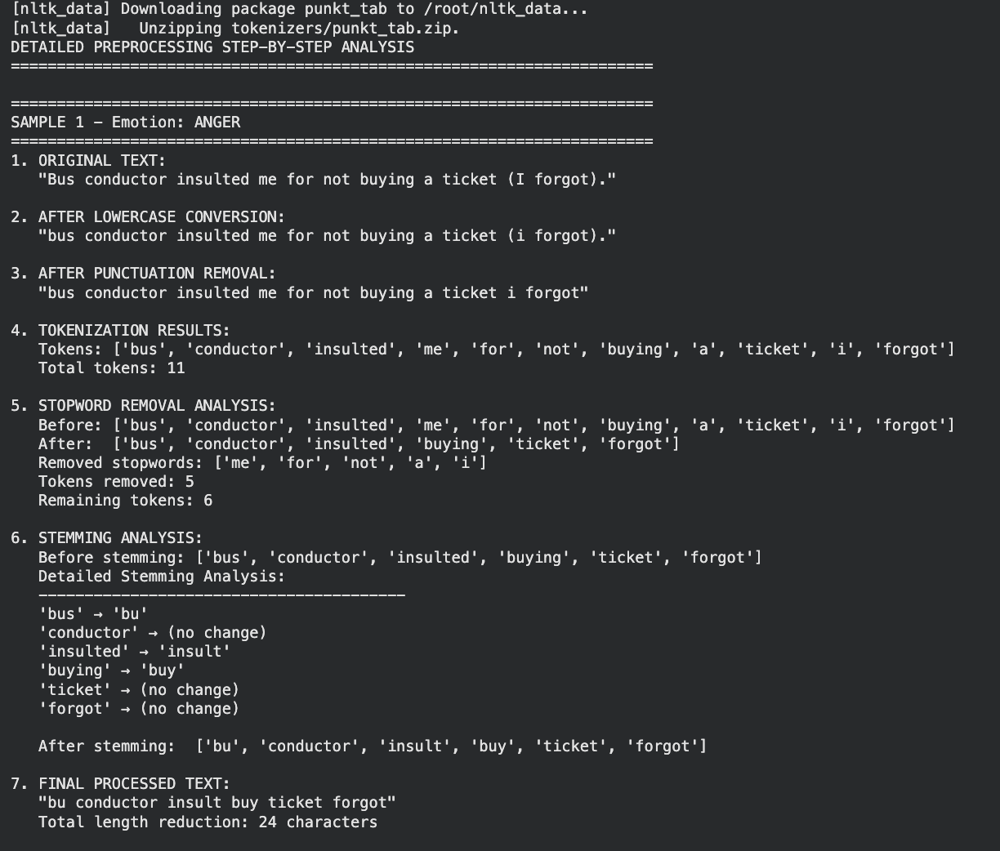 [nltk_data] Downloading package punkt_tab to /root/nltk_data...
[nltk_data]   Unzipping tokenizers/punkt_tab.zip.
DETAILED PREPROCESSING STEP-BY-STEP ANALYSIS
======================================================================

======================================================================
SAMPLE 1 - Emotion: ANGER
======================================================================
1. ORIGINAL TEXT:
   "Bus conductor insulted me for not buying a ticket (I forgot)."

2. AFTER LOWERCASE CONVERSION:
   "bus conductor insulted me for not buying a ticket (i forgot)."

3. AFTER PUNCTUATION REMOVAL:
   "bus conductor insulted me for not buying a ticket i forgot"

4. TOKENIZATION RESULTS:
   Tokens: ['bus', 'conductor', 'insulted', 'me', 'for', 'not', 'buying', 'a', 'ticket', 'i', 'forgot']
   Total tokens: 11

5. STOPWORD REMOVAL ANALYSIS:
   Before: ['bus', 'conductor', 'insulted', 'me', 'for', 'not', 'buying', 'a', 'ticket', 'i', 'forgot']
   After:  ['bus', 'conductor', 'insulted', 'buying', 'ticket', 'forgot']
   Removed stopwords: ['me', 'for', 'not', 'a', 'i']
   Tokens removed: 5
   Remaining tokens: 6

6. STEMMING ANALYSIS:
   Before stemming: ['bus', 'conductor', 'insulted', 'buying', 'ticket', 'forgot']
   Detailed Stemming Analysis:
   ----------------------------------------
   'bus' → 'bu'
   'conductor' → (no change)
   'insulted' → 'insult'
   'buying' → 'buy'
   'ticket' → (no change)
   'forgot' → (no change)

   After stemming:  ['bu', 'conductor', 'insult', 'buy', 'ticket', 'forgot']

7. FINAL PROCESSED TEXT:
   "bu conductor insult buy ticket forgot"
   Total length reduction: 24 characters